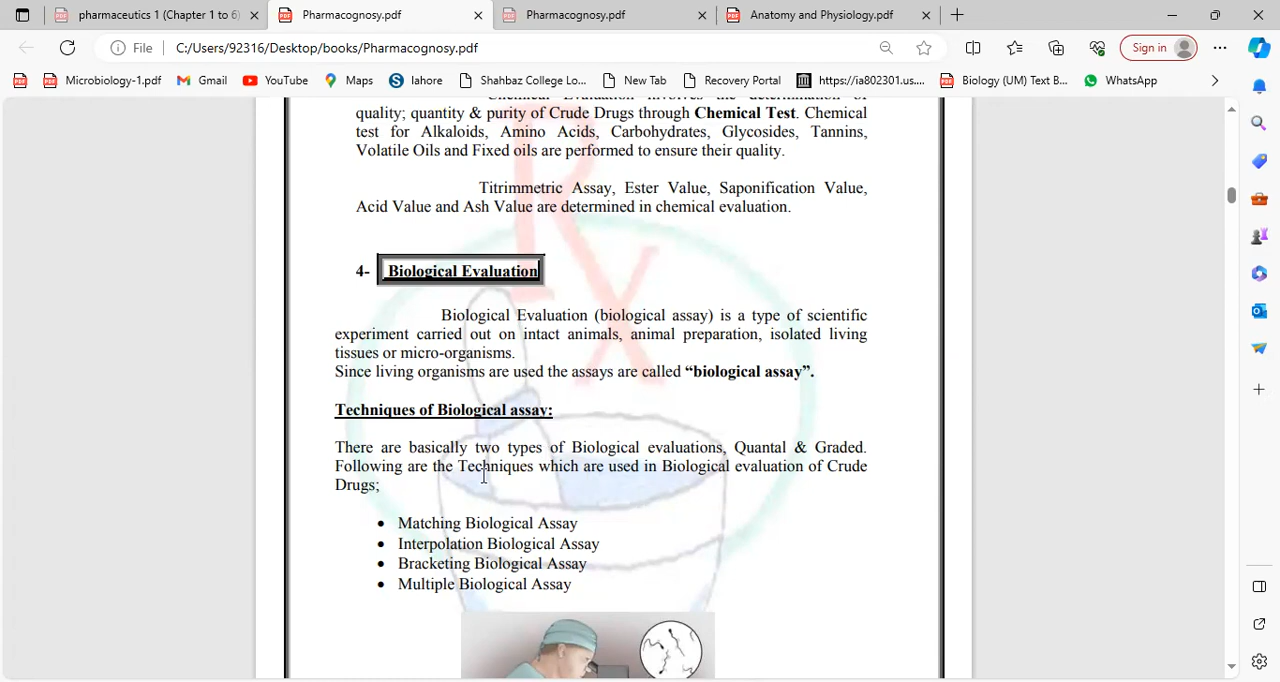 pharmaceutics 1 (Chapter 1 to 6)
Pharmacognosy.pdf
Pharmacognosy.pdf
Anatomy and Physiology.pdf
File
C:/Users/92316/Desktop/books/Pharmacognosy.pdf
Sign in
Microbiology-1.pdf
Gmail
YouTube
Maps
lahore
Shahbaz College Lo...
New Tab
Recovery Portal
https://ia802301.us....
Biology (UM) Text B...
WhatsApp
Chemical Evaluation involves the determination of
quality; quantity & purity of Crude Drugs through Chemical Test. Chemical
test for Alkaloids, Amino Acids, Carbohydrates, Glycosides, Tannins,
Volatile Oils and Fixed oils are performed to ensure their quality.
Titrimmetric Assay, Ester Value, Saponification Value,
Acid Value and Ash Value are determined in chemical evaluation.
4- Biological Evaluation
Biological Evaluation (biological assay) is a type of scientific
experiment carried out on intact animals, animal preparation, isolated living
tissues or micro-organisms.
Since living organisms are used the assays are called “biological assay”.
Techniques of Biological assay:
There are basically two types of Biological evaluations, Quantal & Graded.
Following are the Techniques which are used in Biological evaluation of Crude
Drugs;
• Matching Biological Assay
• Interpolation Biological Assay
• Bracketing Biological Assay
• Multiple Biological Assay
RX